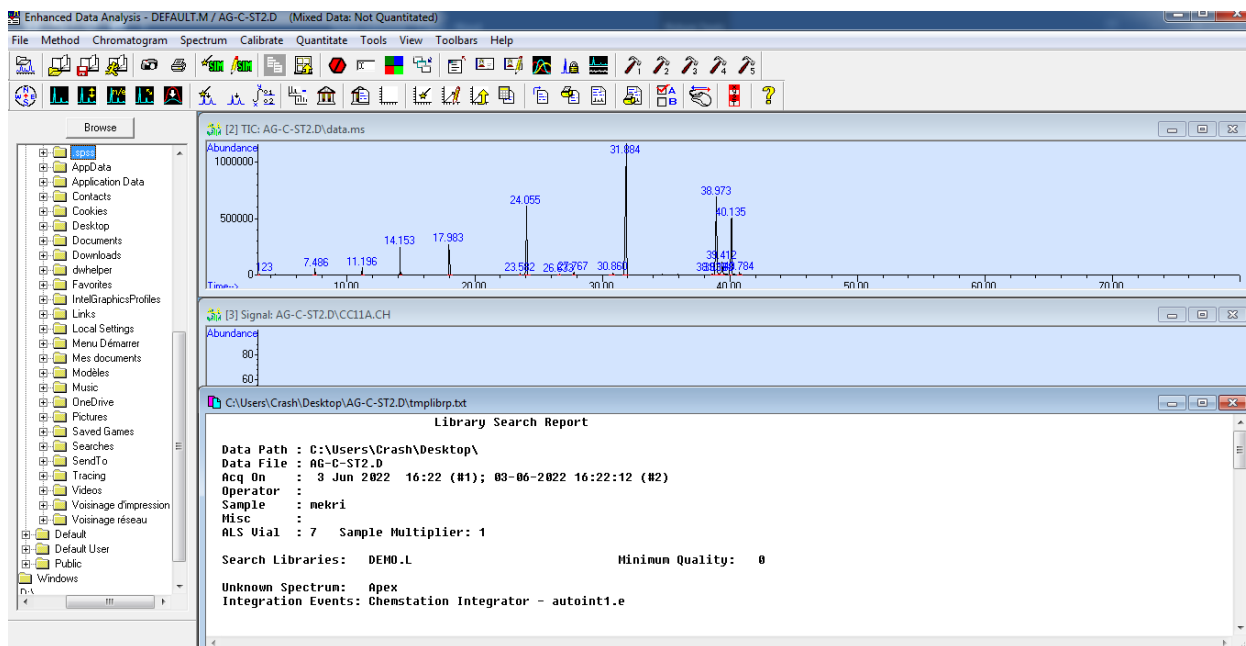 Enhanced Data Analysis - DEFAULT.M / AG-C-ST2.D (Mixed Data: Not Quantitated)
File Method Chromatogram Spectrum Calibrate Quantitate Tools View Toolbars Help
Browse
.spss
AppData
Application Data
Contacts
Cookies
Desktop
Documents
Downloads
dwhelper
Favorites
IntelGraphicsProfiles
Links
Local Settings
Menu Démarrer
Mes documents
Modèles
Music
OneDrive
Pictures
Saved Games
Searches
SendTo
Tracing
Videos
Voisinage d'impression
Voisinage réseau
Default
Default User
Public
Windows
D:\
[2] TIC: AG-C-ST2.D\data.ms
Abundance
1000000
500000
0
31.884
38.973
24.055
40.135
14.153
17.983
39.412
7.486
11.196
23.582
30.860
Time-->
10.00
20.00
30.00
40.00
50.00
60.00
70.00
[3] Signal: AG-C-ST2.D\CC11A.CH
Abundance
80
60
C:\Users\Crash\Desktop\AG-C-ST2.D\tmplibrp.txt
Library Search Report
Data Path : C:\Users\Crash\Desktop\
Data File : AG-C-ST2.D
Acq On : 3 Jun 2022 16:22 (#1); 03-06-2022 16:22:12 (#2)
Operator :
Sample : mekri
Misc :
ALS Vial : 7 Sample Multiplier: 1
Search Libraries: DEMO.L Minimum Quality: 0
Unknown Spectrum: Apex
Integration Events: Chemstation Integrator - autoint1.e